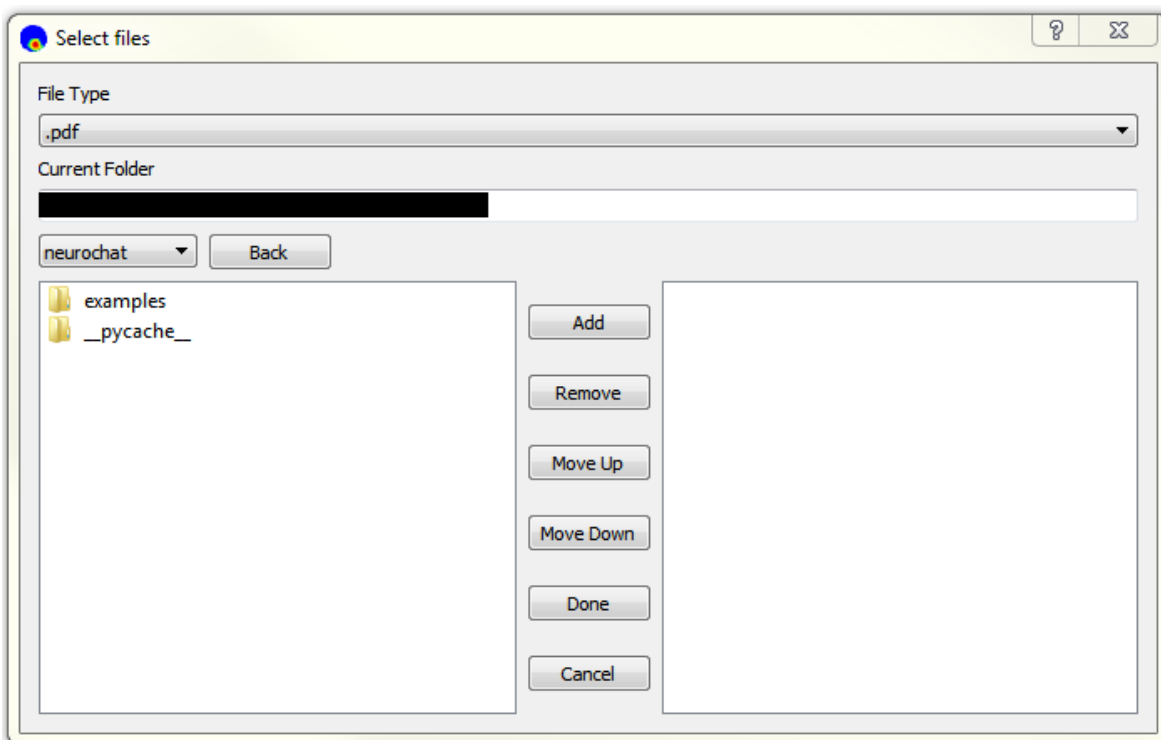 Select files
File Type
.pdf
Current Folder
neurochat Back
examples
__pycache__
Add
Remove
Move Up
Move Down
Done
Cancel